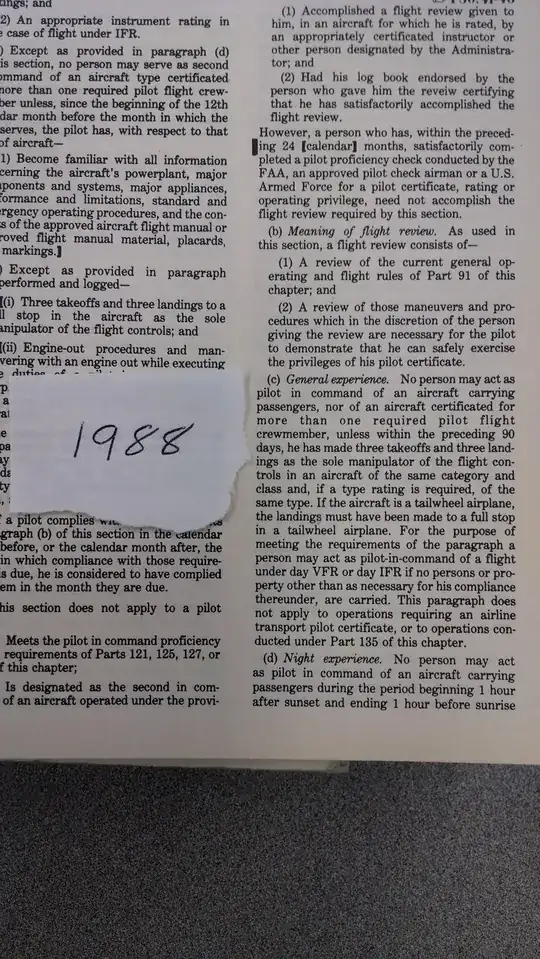 tings; and
2) An appropriate instrument rating in
e case of flight under IFR.
) Except as provided in paragraph (d)
is section, no person may serve as second
ommand of an aircraft type certificated
more than one required pilot flight crew-
ber unless, since the beginning of the 12th
dar month before the month in which the
serves, the pilot has, with respect to that
of aircraft—
1) Become familiar with all information
cerning the aircraft's powerplant, major
ponents and systems, major appliances,
formance and limitations, standard and
ergency operating procedures, and the con-
s of the approved aircraft flight manual or
roved flight manual material, placards,
markings.]
) Except as provided in paragraph
performed and logged—
[(i) Three takeoffs and three landings to a
ll stop in the aircraft as the sole
anipulator of the flight controls; and
[(ii) Engine-out procedures and man-
vering with an engine out while executing
e duties of a
1988
f a pilot complies
graph (b) of this section in the calendar
before, or the calendar month after, the
in which compliance with those require-
is due, he is considered to have complied
em in the month they are due.
his section does not apply to a pilot
Meets the pilot in command proficiency
requirements of Parts 121, 125, 127, or
f this chapter;
Is designated as the second in com-
of an aircraft operated under the provi-
(1) Accomplished a flight review given to
him, in an aircraft for which he is rated, by
an appropriately certificated instructor or
other person designated by the Administra-
tor; and
(2) Had his log book endorsed by the
person who gave him the reveiw certifying
that he has satisfactorily accomplished the
flight review.
However, a person who has, within the preced-
ing 24 [calendar] months, satisfactorily com-
pleted a pilot proficiency check conducted by the
FAA, an approved pilot check airman or a U.S.
Armed Force for a pilot certificate, rating or
operating privilege, need not accomplish the
flight review required by this section.
(b) Meaning of flight review. As used in
this section, a flight review consists of—
(1) A review of the current general op-
erating and flight rules of Part 91 of this
chapter; and
(2) A review of those maneuvers and pro-
cedures which in the discretion of the person
giving the review are necessary for the pilot
to demonstrate that he can safely exercise
the privileges of his pilot certificate.
(c) General experience. No person may act as
pilot in command of an aircraft carrying
passengers, nor of an aircraft certificated for
more than one required pilot flight
crewmember, unless within the preceding 90
days, he has made three takeoffs and three land-
ings as the sole manipulator of the flight con-
trols in an aircraft of the same category and
class and, if a type rating is required, of the
same type. If the aircraft is a tailwheel airplane,
the landings must have been made to a full stop
in a tailwheel airplane. For the purpose of
meeting the requirements of the paragraph a
person may act as pilot-in-command of a flight
under day VFR or day IFR if no persons or pro-
perty other than as necessary for his compliance
thereunder, are carried. This paragraph does
not apply to operations requiring an airline
transport pilot certificate, or to operations con-
ducted under Part 135 of this chapter.
(d) Night experience. No person may act
as pilot in command of an aircraft carrying
passengers during the period beginning 1 hour
after sunset and ending 1 hour before sunrise